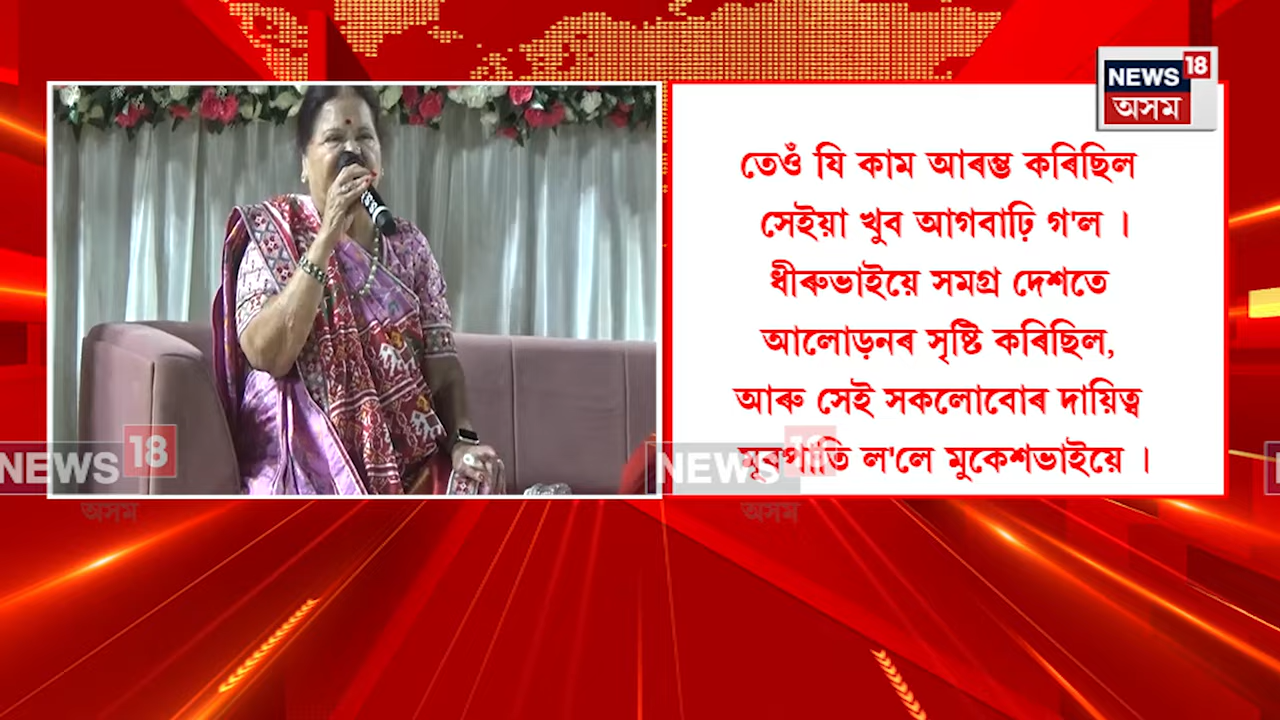 NEWS 18
অসম
তেওঁ যি কাম আৰম্ভ কৰিছিল
সেইয়া খুব আগবাঢ়ি গ'ল ।
ধীৰুভাইয়ে সমগ্ৰ দেশতে
আলোড়নৰ সৃষ্টি কৰিছিল,
আৰু সেই সকলোবোৰ দায়িত্ব
ল'লে মুকেশভাইয়ে ।
NEWS 18
অসম
NEWS 18
অসম